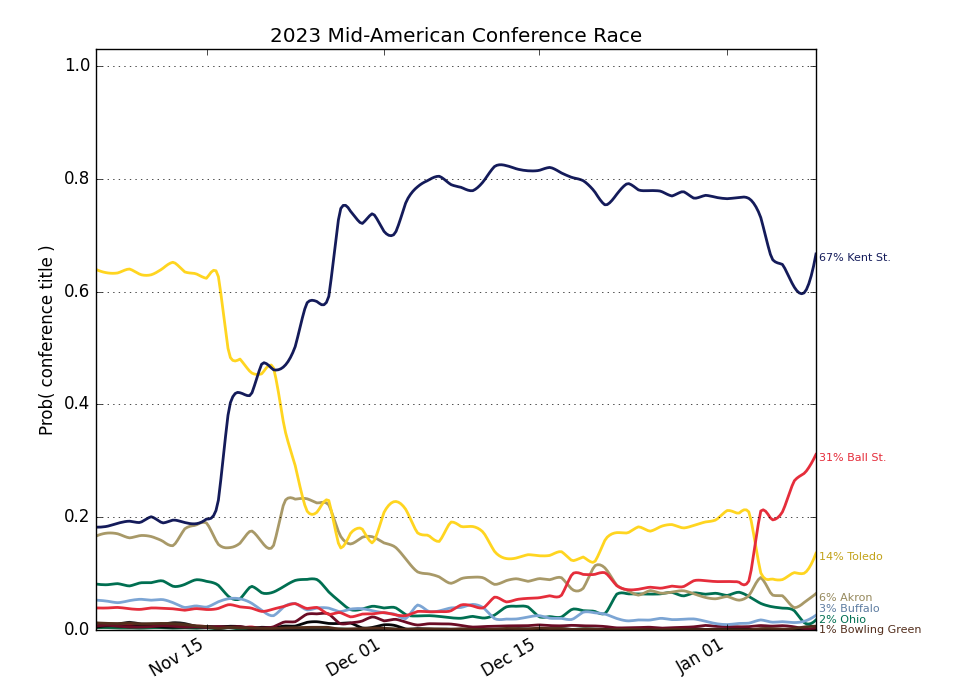 2023 Mid-American Conference Race
Prob( conference title )
1.0
0.8
0.6
0.4
0.2
0.0
Nov 15
Dec 01
Dec 15
Jan 01
67% Kent St.
31% Ball St.
14% Toledo
6% Akron
3% Buffalo
2% Ohio
1% Bowling Green